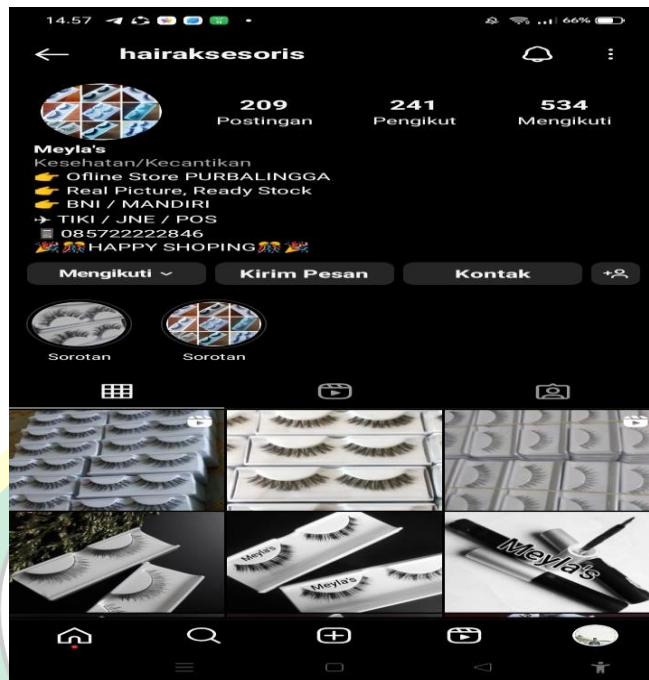 14.57
66%
hairaksesoris
209 241 534
Postingan Pengikut Mengikuti
Meyla's
Kesehatan/Kecantikan
👉 Ofline Store PURBALINGGA
👉 Real Picture, Ready Stock
👉 BNI / MANDIRI
✈ TIKI / JNE / POS
📱 085722222846
🎉🎊HAPPY SHOPING🎊🎉
Mengikuti Kirim Pesan Kontak
Sorotan Sorotan
Meyla's
Meyla's
Meyla's